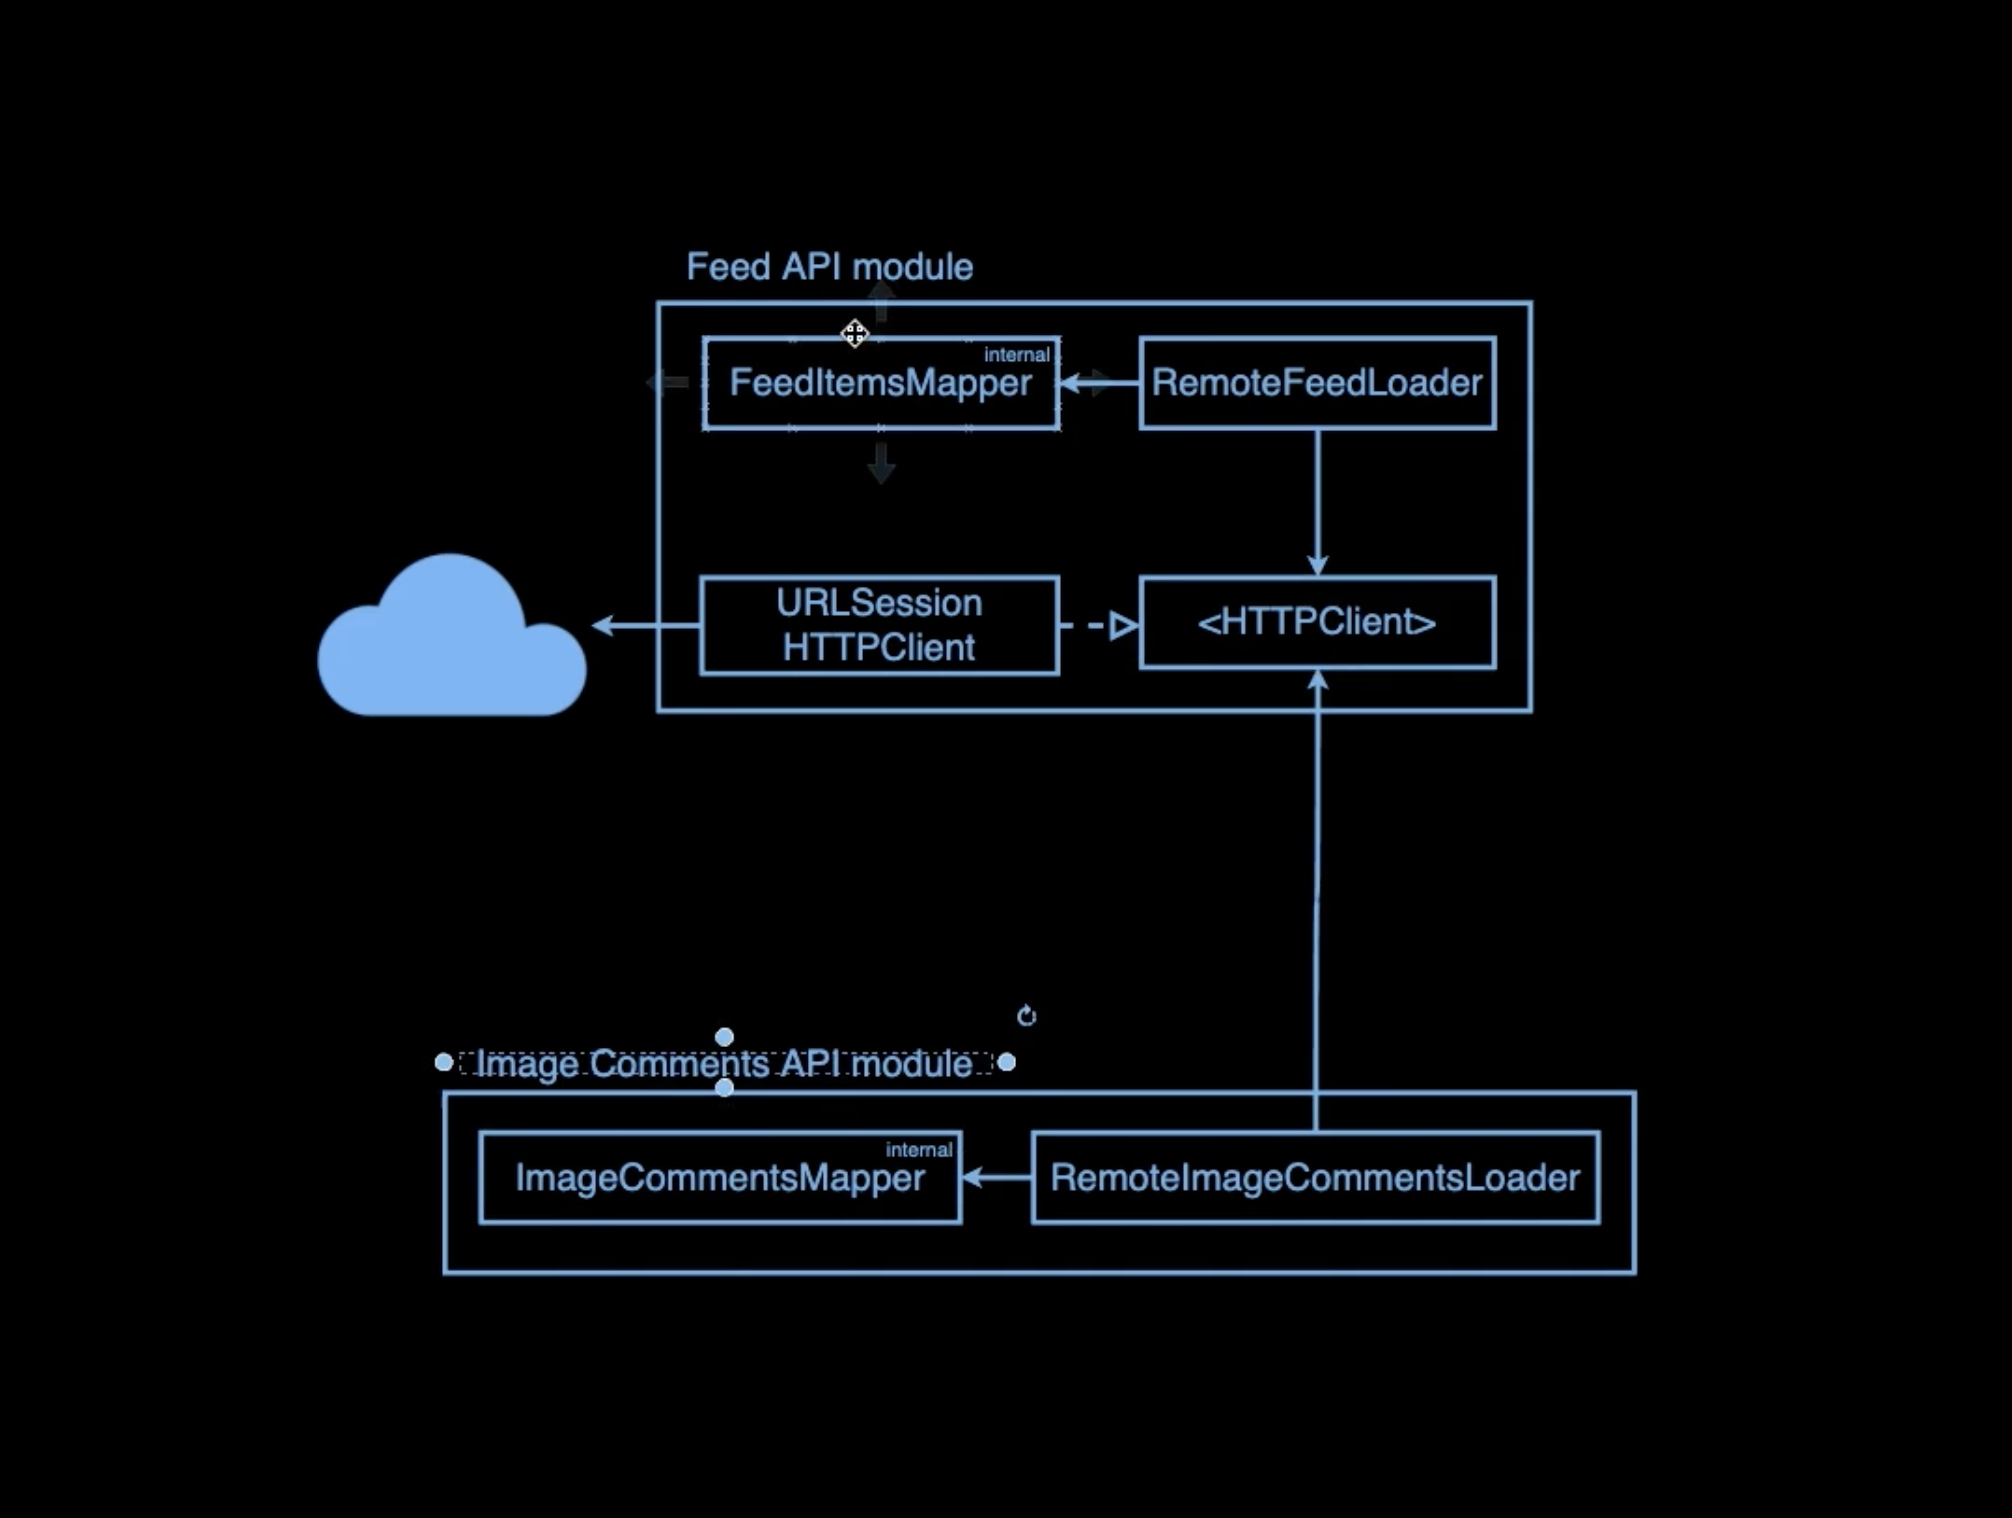 Feed API module
internal
FeedItemsMapper
RemoteFeedLoader
URLSession
HTTPClient
<HTTPClient>
Image Comments API module
internal
ImageCommentsMapper
RemoteImageCommentsLoader